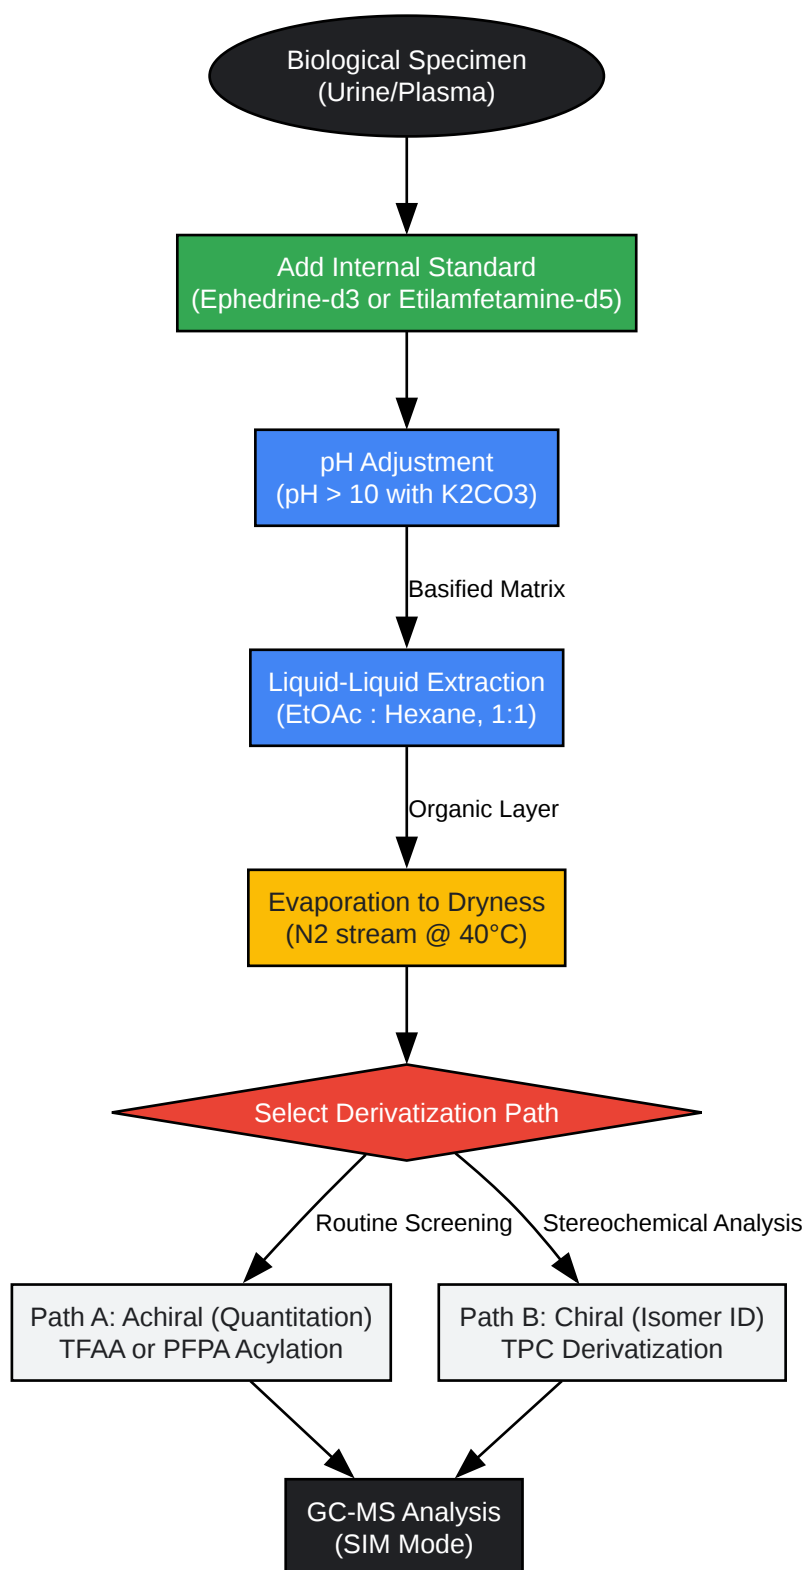 Biological Specimen
(Urine/Plasma)
Add Internal Standard
(Ephedrine-d3 or Etilamfetamine-d5)
pH Adjustment
(pH > 10 with K2CO3)
Basified Matrix
Liquid-Liquid Extraction
(EtOAc : Hexane, 1:1)
Organic Layer
Evaporation to Dryness
(N2 stream @ 40°C)
Select Derivatization Path
Routine Screening
Stereochemical Analysis
Path A: Achiral (Quantitation)
TFAA or PFPA Acylation
Path B: Chiral (Isomer ID)
TPC Derivatization
GC-MS Analysis
(SIM Mode)